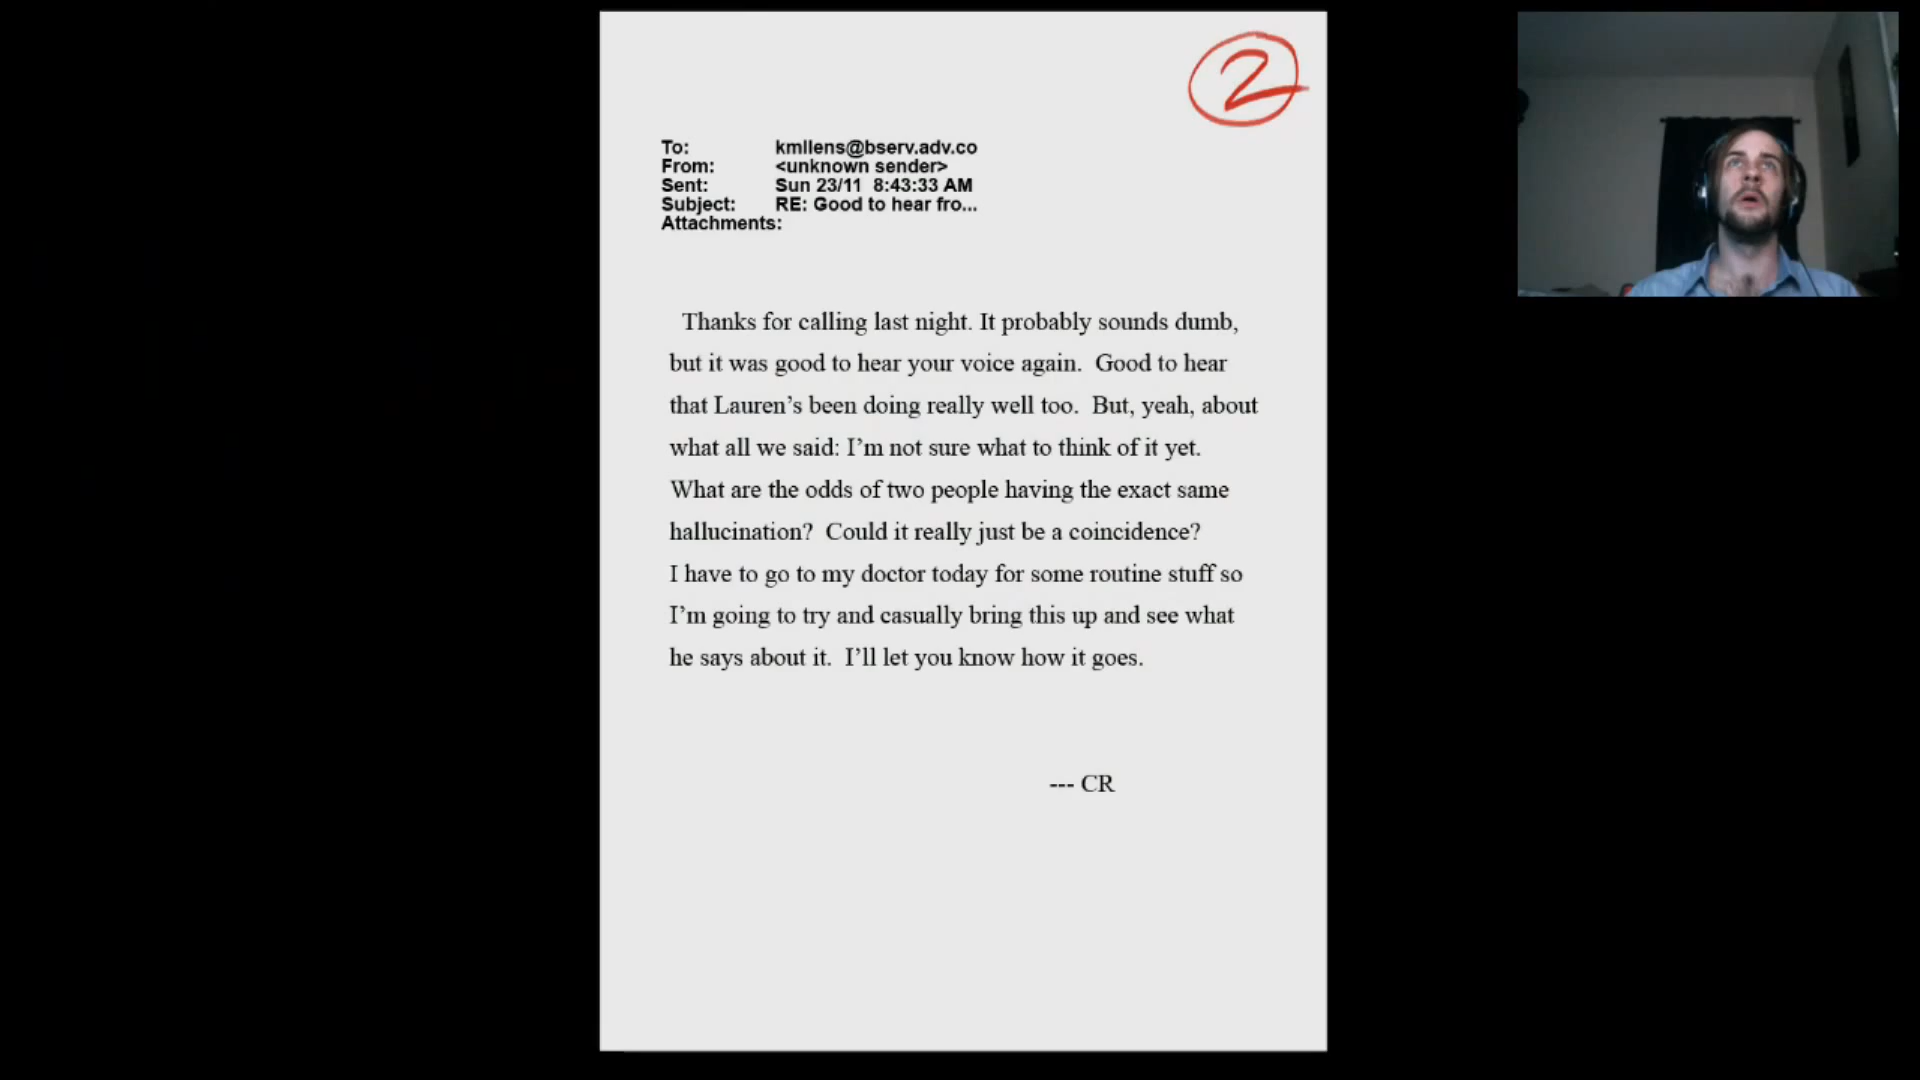 2
To: kmllens@bserv.adv.co
From: <unknown sender>
Sent: Sun 23/11 8:43:33 AM
Subject: RE: Good to hear fro...
Attachments:
Thanks for calling last night. It probably sounds dumb,
but it was good to hear your voice again. Good to hear
that Lauren’s been doing really well too. But, yeah, about
what all we said: I’m not sure what to think of it yet.
What are the odds of two people having the exact same
hallucination? Could it really just be a coincidence?
I have to go to my doctor today for some routine stuff so
I’m going to try and casually bring this up and see what
he says about it. I’ll let you know how it goes.
--- CR